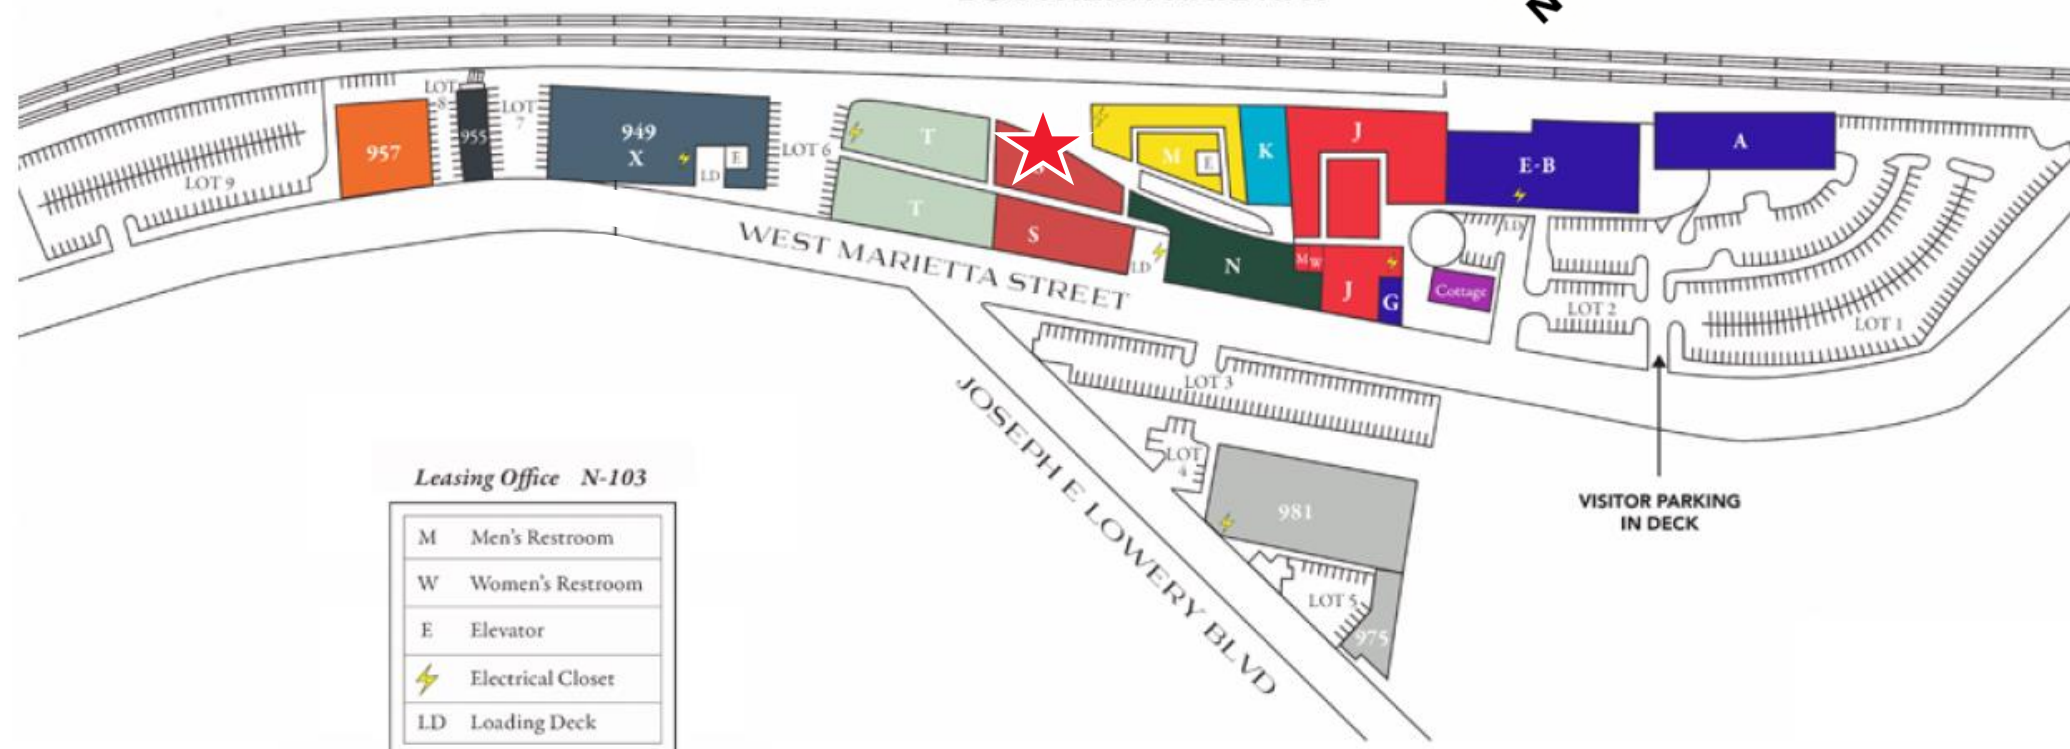 N
LOT
8
957
955
LOT
7
949
X
E
LD
LOT 6
LOT 9
T
T
S
S
LD
M
E
K
J
E-B
A
N
M W
J
G
Cottage
LD
LOT 2
LOT 1
WEST MARIETTA STREET
LOT 3
LOT
4
981
LOT 5
975
JOSEPH E LOWERY BLVD
VISITOR PARKING
IN DECK
Leasing Office N-103
M Men's Restroom
W Women's Restroom
E Elevator
Electrical Closet
LD Loading Deck